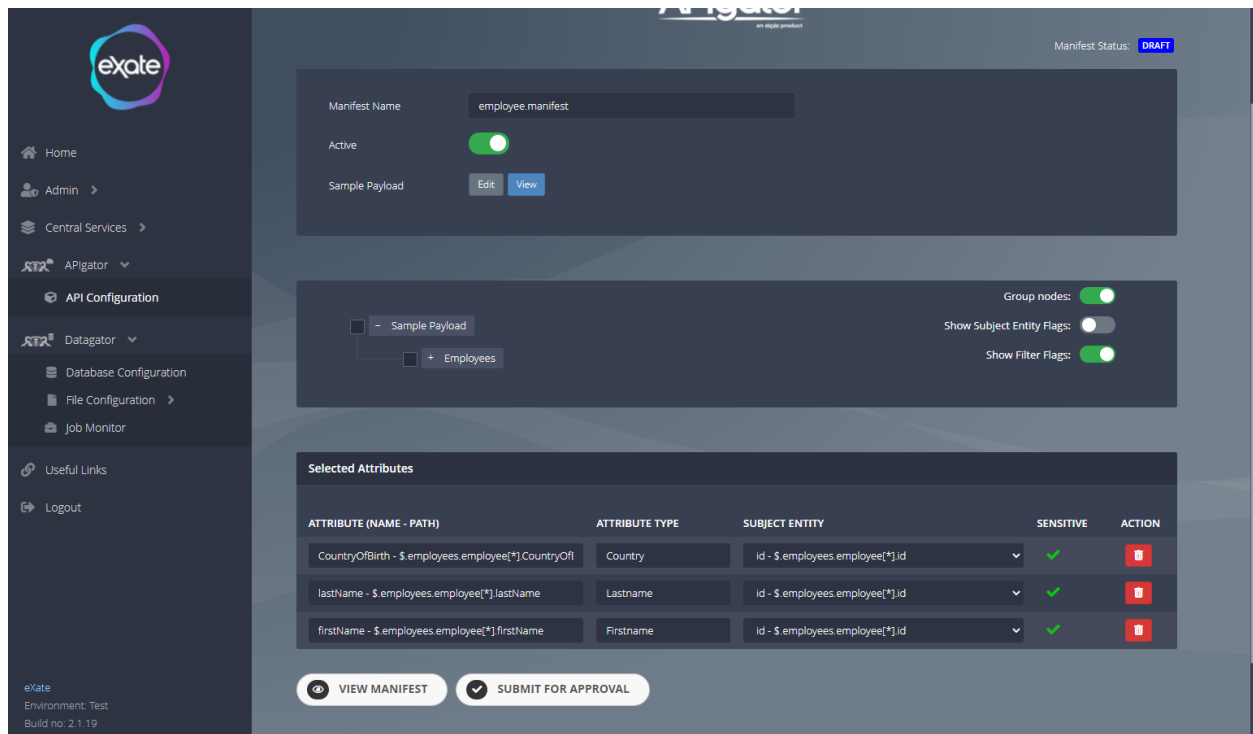 APIgator
an eXate product
eXate
Manifest Status: DRAFT
Manifest Name employee.manifest
Active
Sample Payload Edit View
Home
Admin
Central Services
APIgator
API Configuration
Datagator
Database Configuration
File Configuration
Job Monitor
Useful Links
Logout
Group nodes:
- Sample Payload
Show Subject Entity Flags:
+ Employees
Show Filter Flags:
Selected Attributes
ATTRIBUTE (NAME - PATH) ATTRIBUTE TYPE SUBJECT ENTITY SENSITIVE ACTION
CountryOfBirth - $.employees.employee[*].CountryOf Country id - $.employees.employee[*].id
lastName - $.employees.employee[*].lastName Lastname id - $.employees.employee[*].id
firstName - $.employees.employee[*].firstName Firstname id - $.employees.employee[*].id
VIEW MANIFEST SUBMIT FOR APPROVAL
eXate
Environment: Test
Build no: 2.1.19